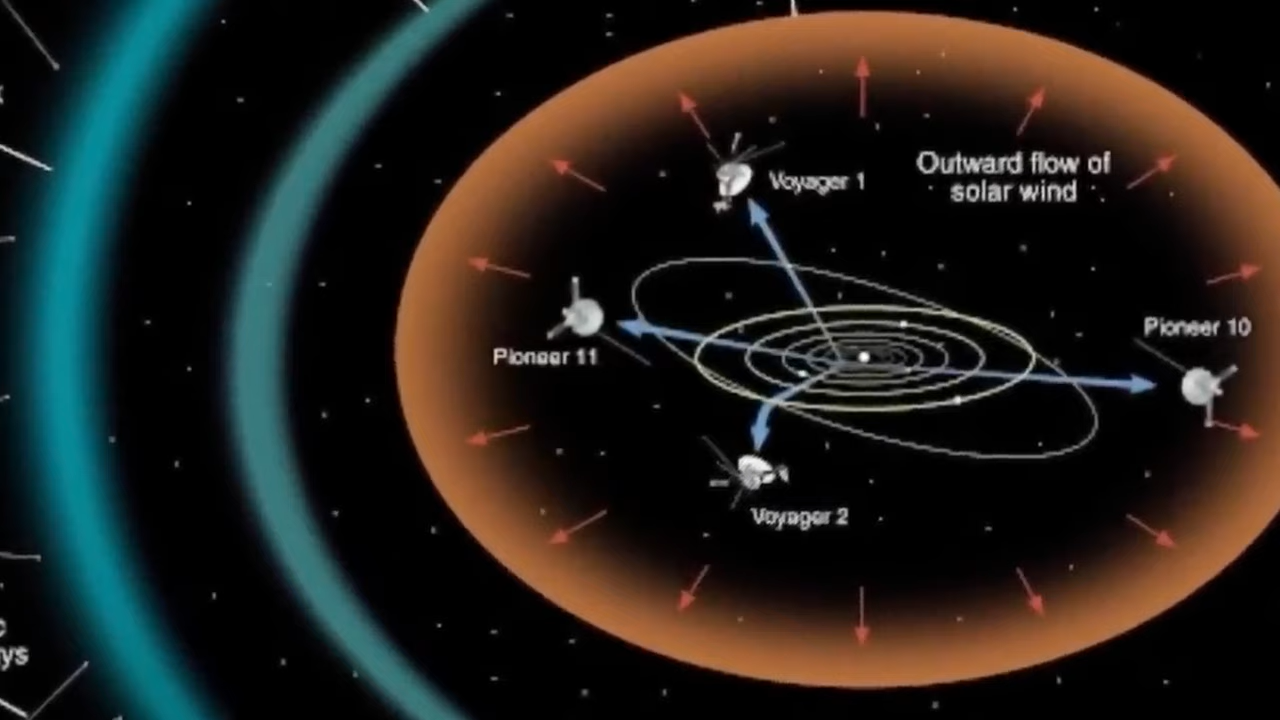 Outward flow of
solar wind
Voyager 1
Pioneer 11
Pioneer 10
Voyager 2